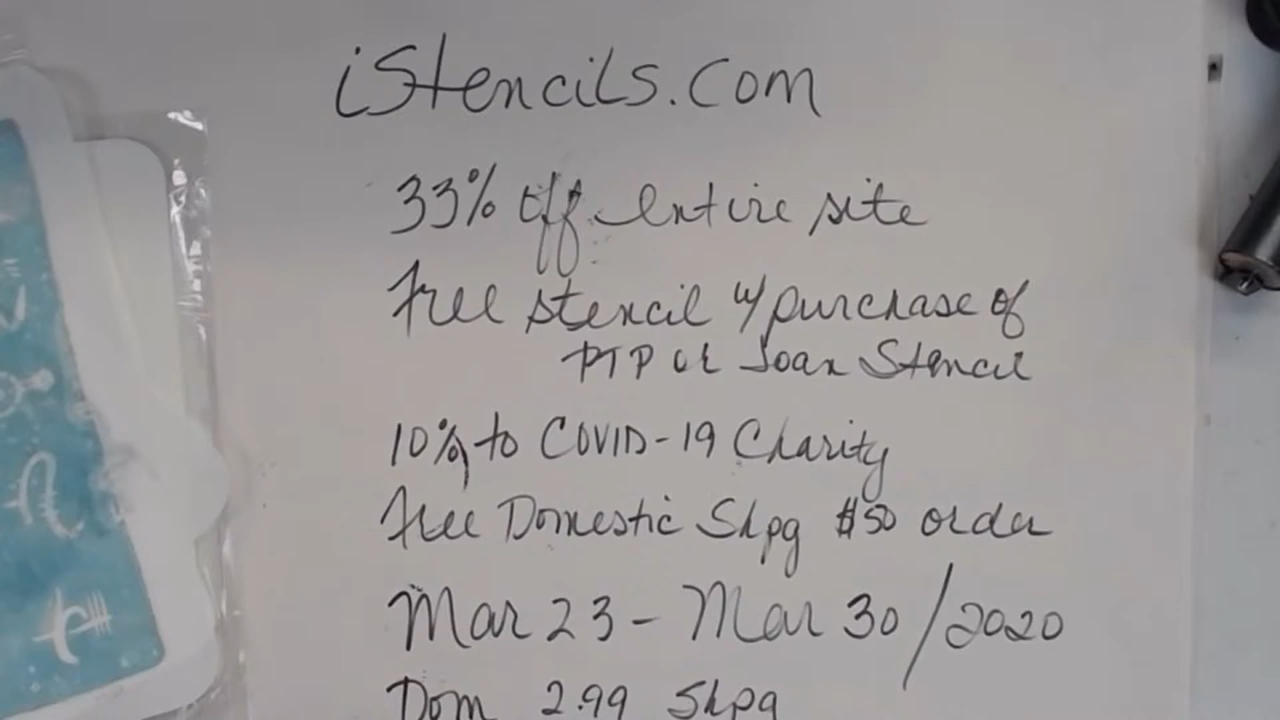 iStencils.com
33% off entire site
Free stencil w/ purchase of
PTP or Joan Stencil
10% to COVID-19 Charity
Free Domestic Shpg $50 order
Mar 23 - Mar 30/2020
Dom 2.99 Shpg